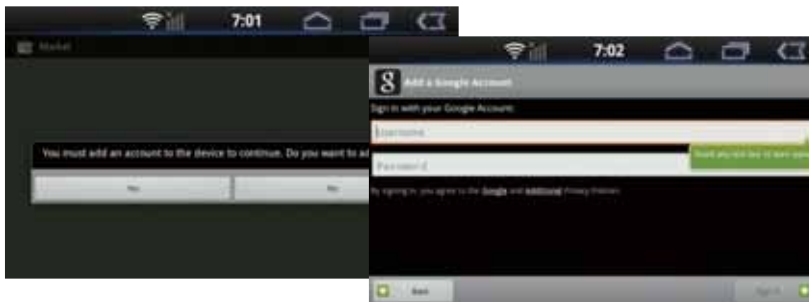 7:01
Market
You must add an account to the device to continue. Do you want to ad
No
7:02
Add a Google Account
Sign in with your Google Account:
Username
Password
By signing in, you agree to the Google and Additional Privacy Policies
Back
Sign in